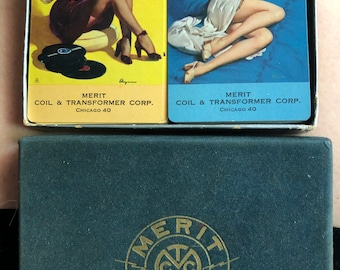 MERIT
COIL & TRANSFORMER CORP.
CHICAGO 40
MERIT
COIL & TRANSFORMER CORP.
CHICAGO 40
MERIT